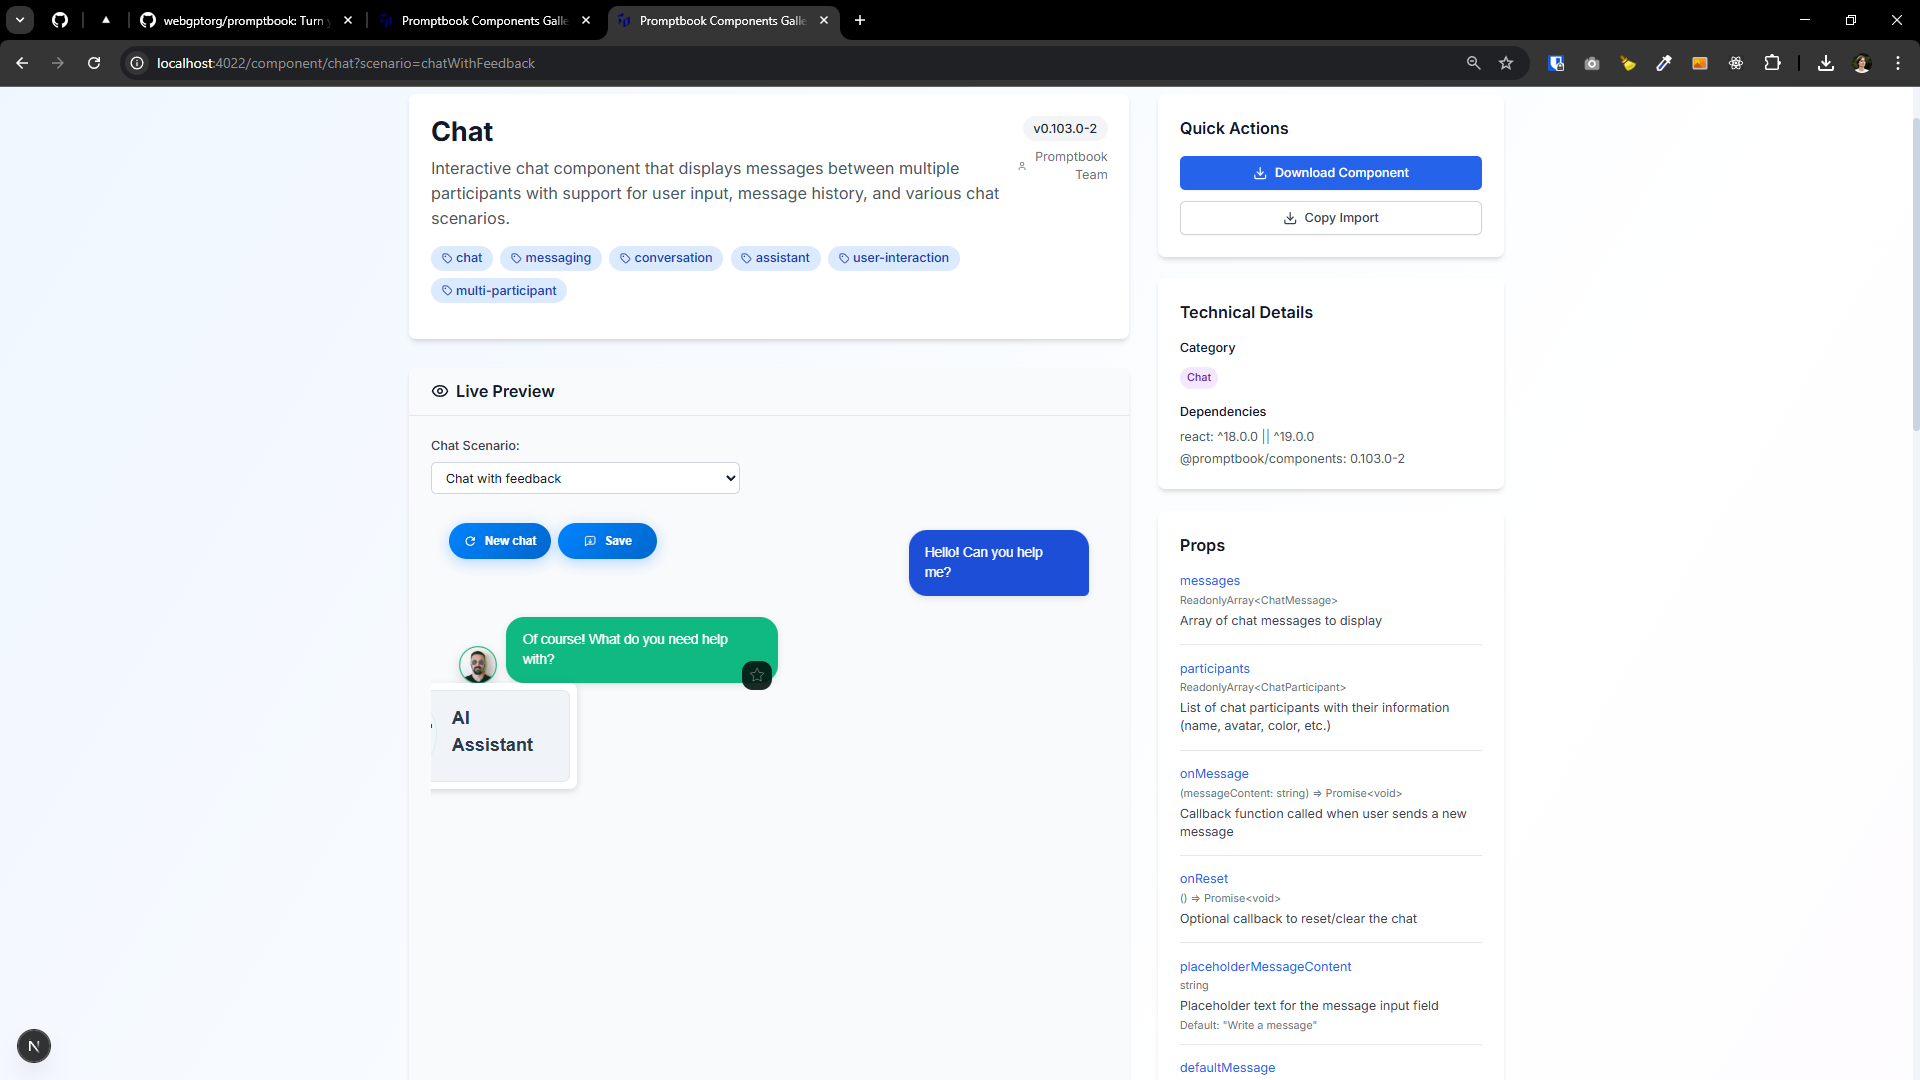 webgptorg/promptbook: Turn y
Promptbook Components Galle
Promptbook Components Galle
localhost:4022/component/chat?scenario=chatWithFeedback
Chat
v0.103.0-2
Promptbook
Team
Interactive chat component that displays messages between multiple
participants with support for user input, message history, and various chat
scenarios.
chat
messaging
conversation
assistant
user-interaction
multi-participant
Live Preview
Chat Scenario:
Chat with feedback
New chat
Save
Hello! Can you help
me?
Of course! What do you need help
with?
AI
Assistant
Quick Actions
Download Component
Copy Import
Technical Details
Category
Chat
Dependencies
react: ^18.0.0 || ^19.0.0
@promptbook/components: 0.103.0-2
Props
messages
ReadonlyArray<ChatMessage>
Array of chat messages to display
participants
ReadonlyArray<ChatParticipant>
List of chat participants with their information
(name, avatar, color, etc.)
onMessage
(messageContent: string) => Promise<void>
Callback function called when user sends a new
message
onReset
() => Promise<void>
Optional callback to reset/clear the chat
placeholderMessageContent
string
Placeholder text for the message input field
Default: "Write a message"
defaultMessage
N